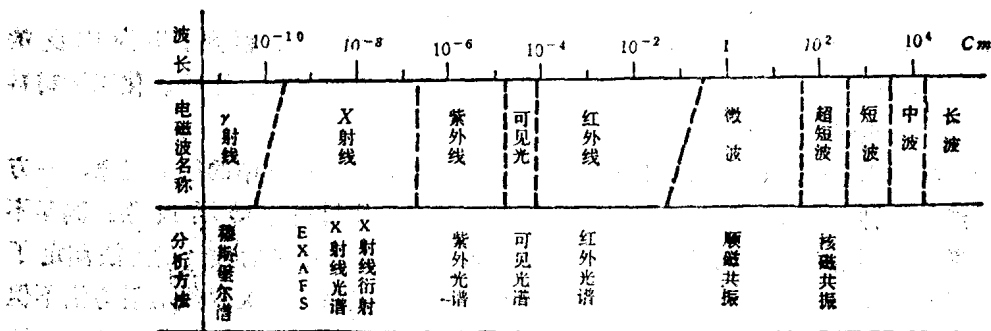 波长 10⁻¹⁰ 10⁻⁸ 10⁻⁶ 10⁻⁴ 10⁻² 1 10² 10⁴ Cm
电磁波名称 γ射线 X射线 紫外线 可见光 红外线 微波 超短波 短波 中波 长波
分析方法 穆斯堡尔谱 EXAFS X射线光谱 X射线衍射 紫外光谱 可见光谱 红外光谱 顺磁共振 核磁共振